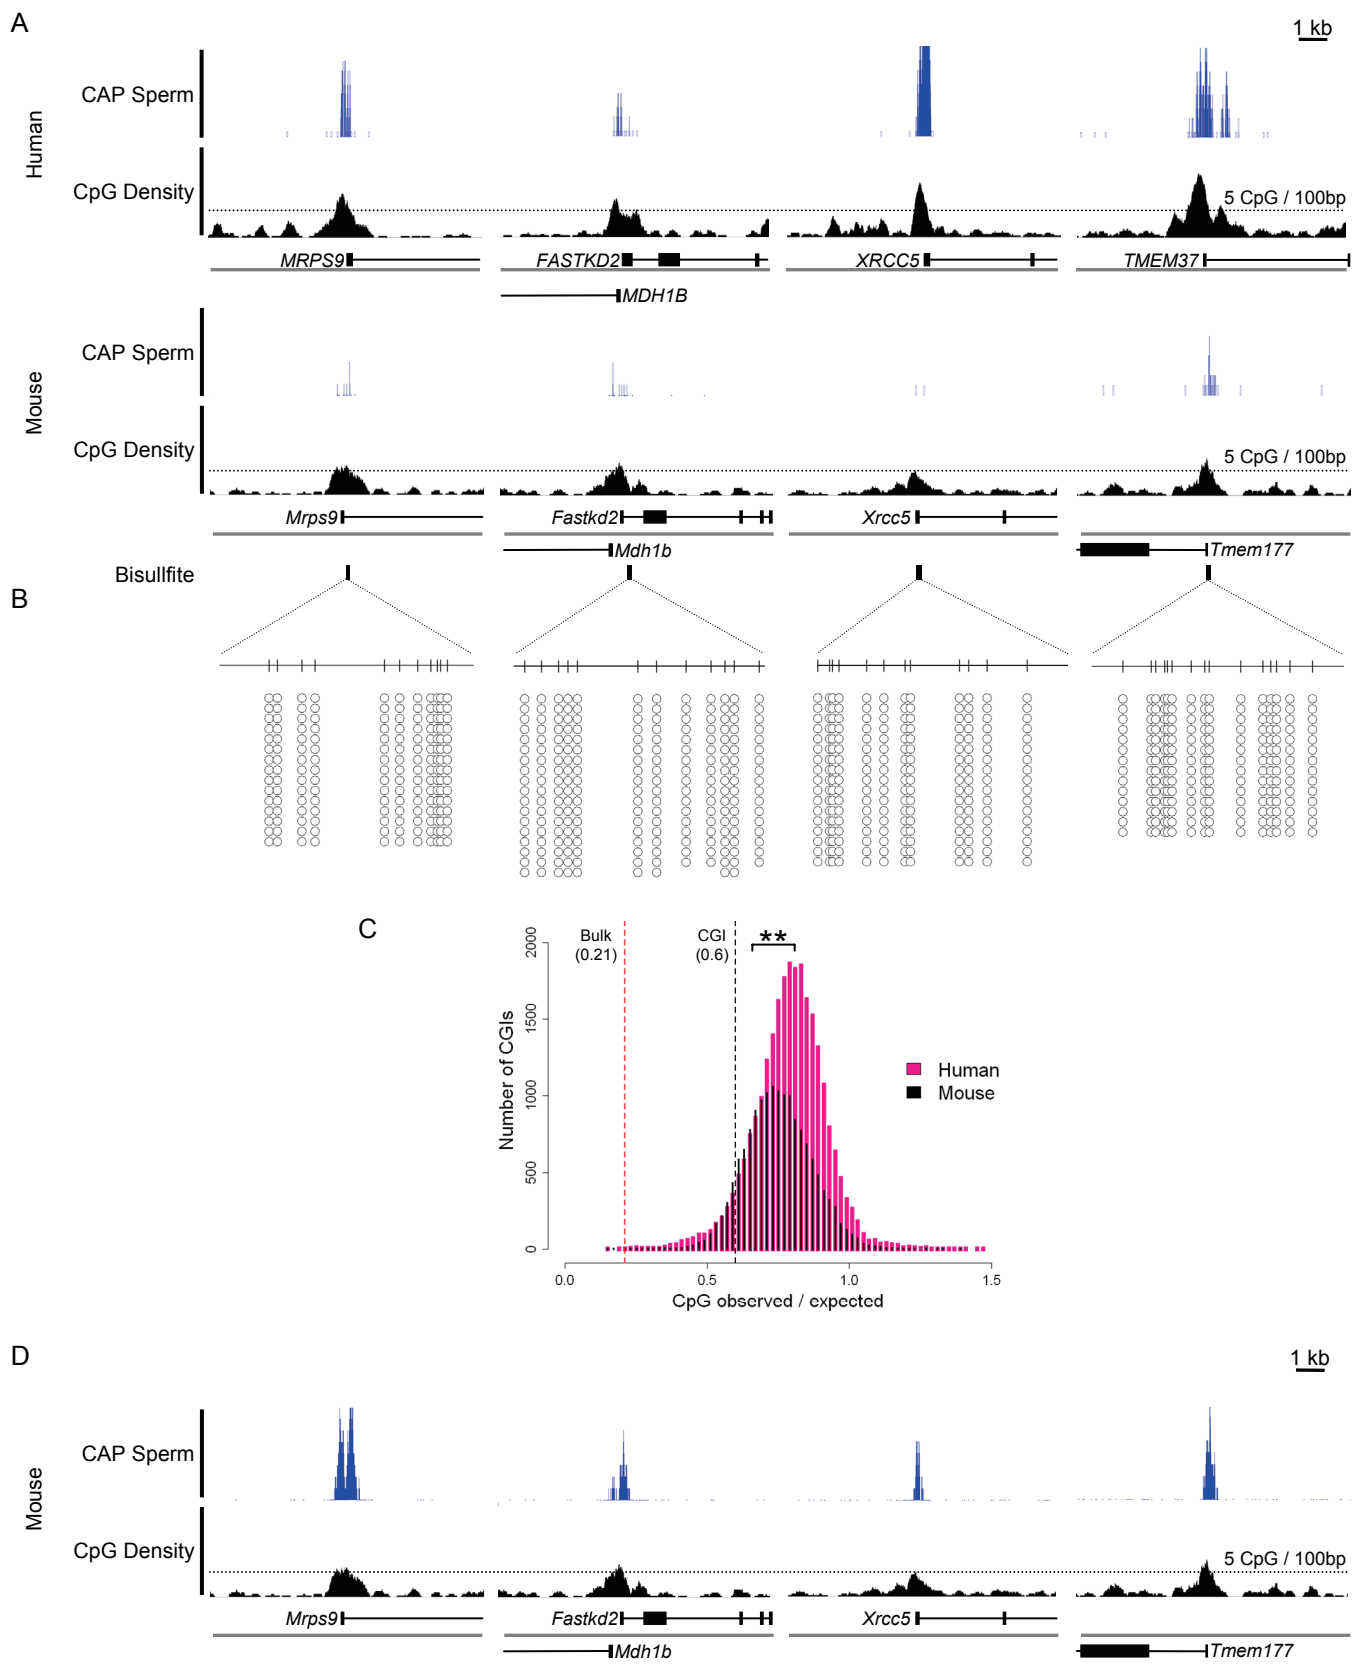 A
1 kb
Human
CAP Sperm
CpG Density
5 CpG / 100bp
MRPS9
FASTKD2
XRCC5
TMEM37
MDH1B
Mouse
CAP Sperm
CpG Density
5 CpG / 100bp
Mrps9
Fastkd2
Xrcc5
Mdh1b
Tmem177
Bisullfite
B
C
Bulk
(0.21)
CGI
(0.6)
**
Number of CGIs
2000
1500
1000
500
0
Human
Mouse
0.0 0.5 1.0 1.5
CpG observed / expected
D
1 kb
Mouse
CAP Sperm
CpG Density
5 CpG / 100bp
Mrps9
Fastkd2
Xrcc5
Mdh1b
Tmem177